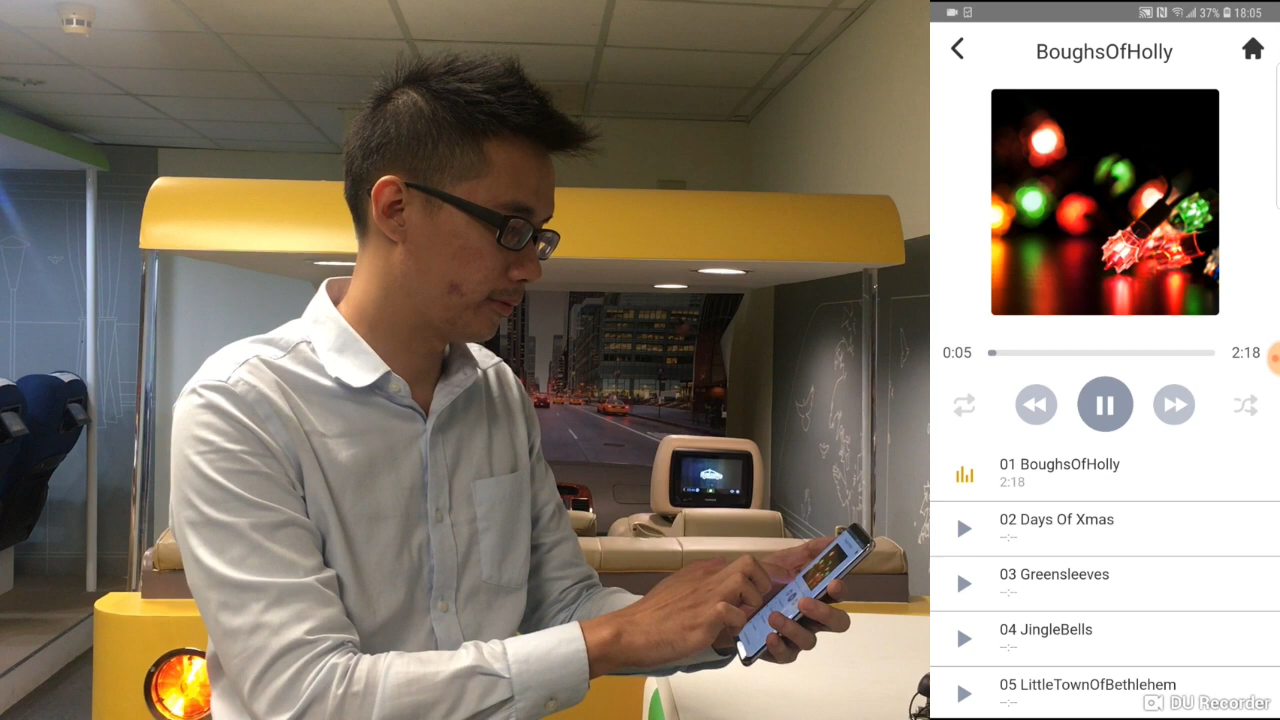 37% 18:05
BoughsOfHolly
0:05
2:18
01 BoughsOfHolly
2:18
02 Days Of Xmas
--:--
03 Greensleeves
--:--
04 JingleBells
--:--
05 LittleTownOfBethlehem
--:--
DU Recorder